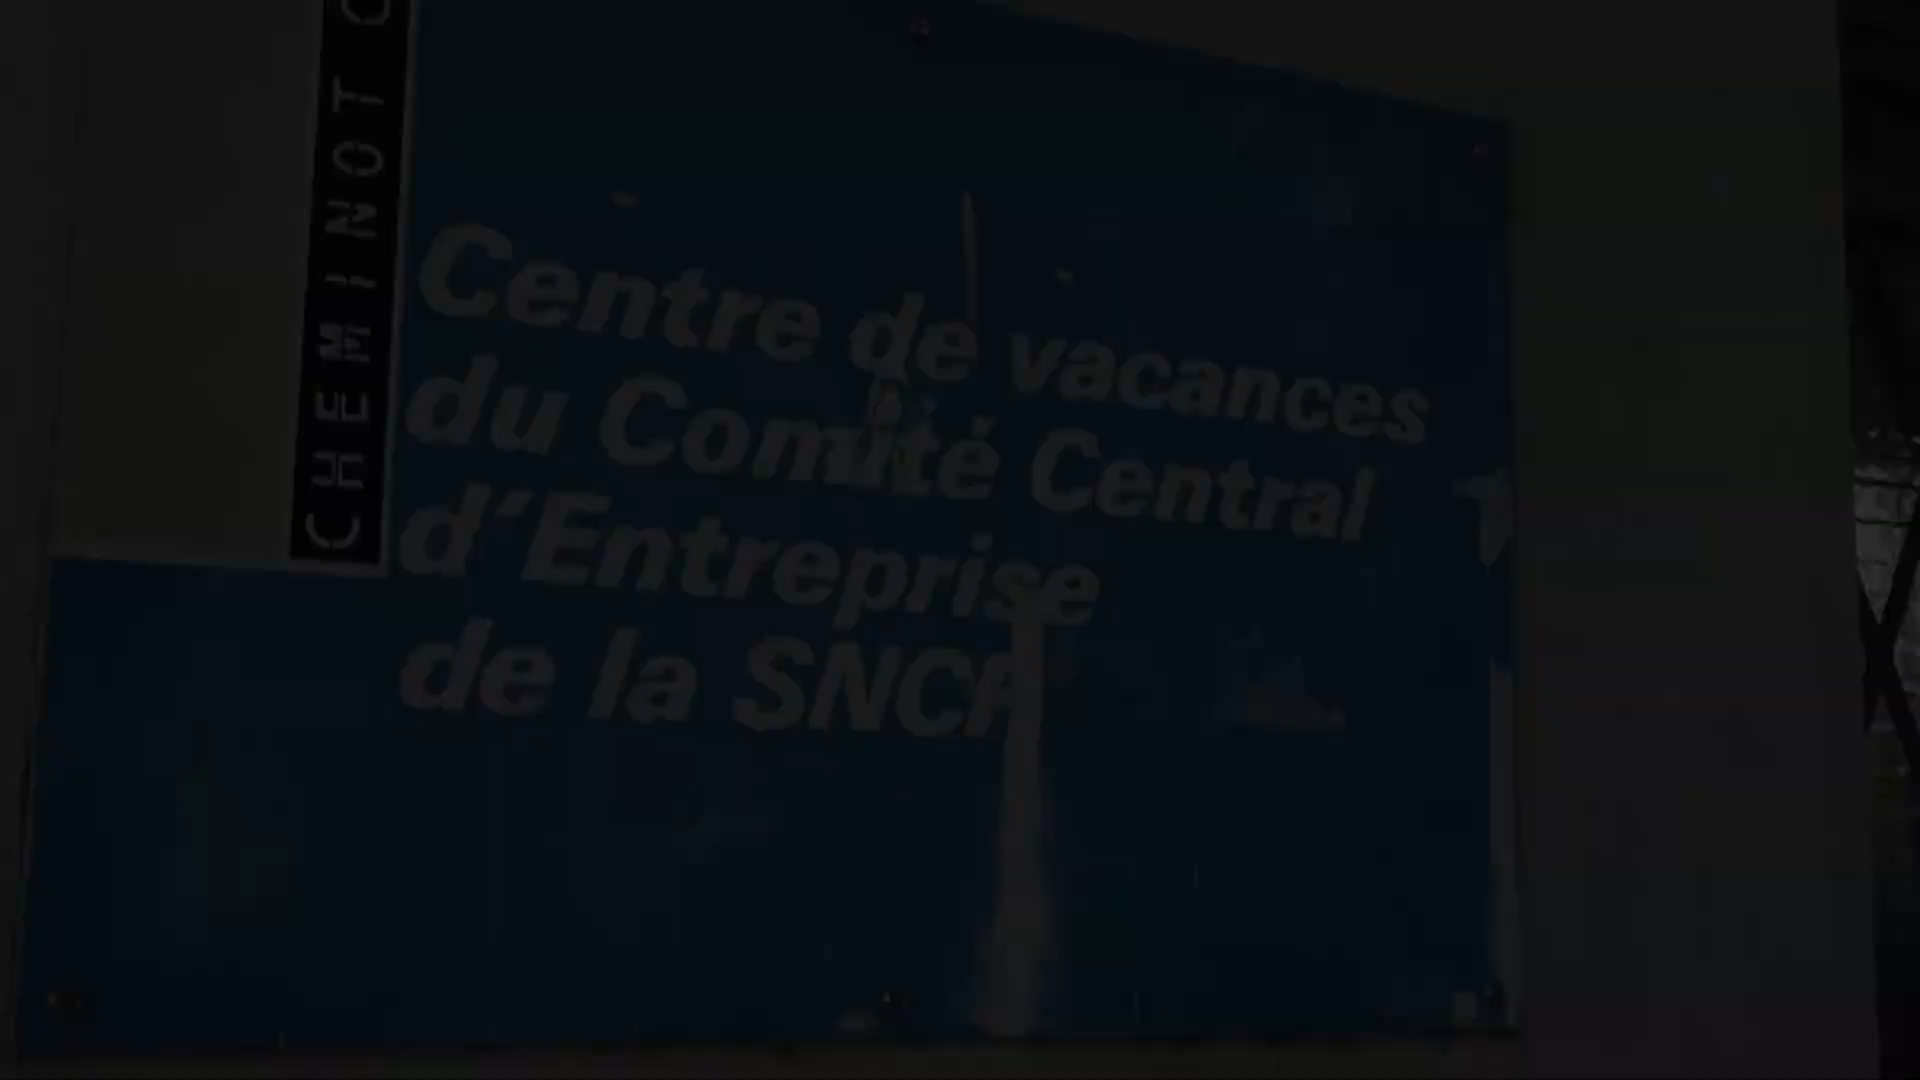 CHEMINOT C
Centre de vacances
du Comité Central
d'Entreprise
de la SNCF